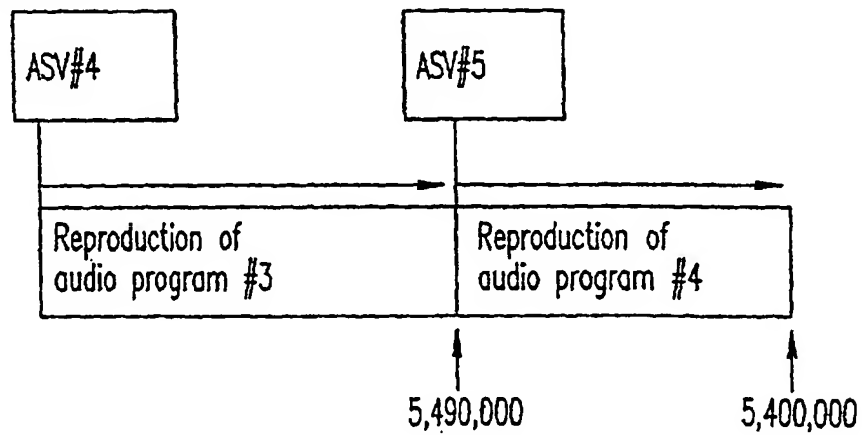 ASV#4
ASV#5
Reproduction of
audio program #3
Reproduction of
audio program #4
5,490,000
5,400,000